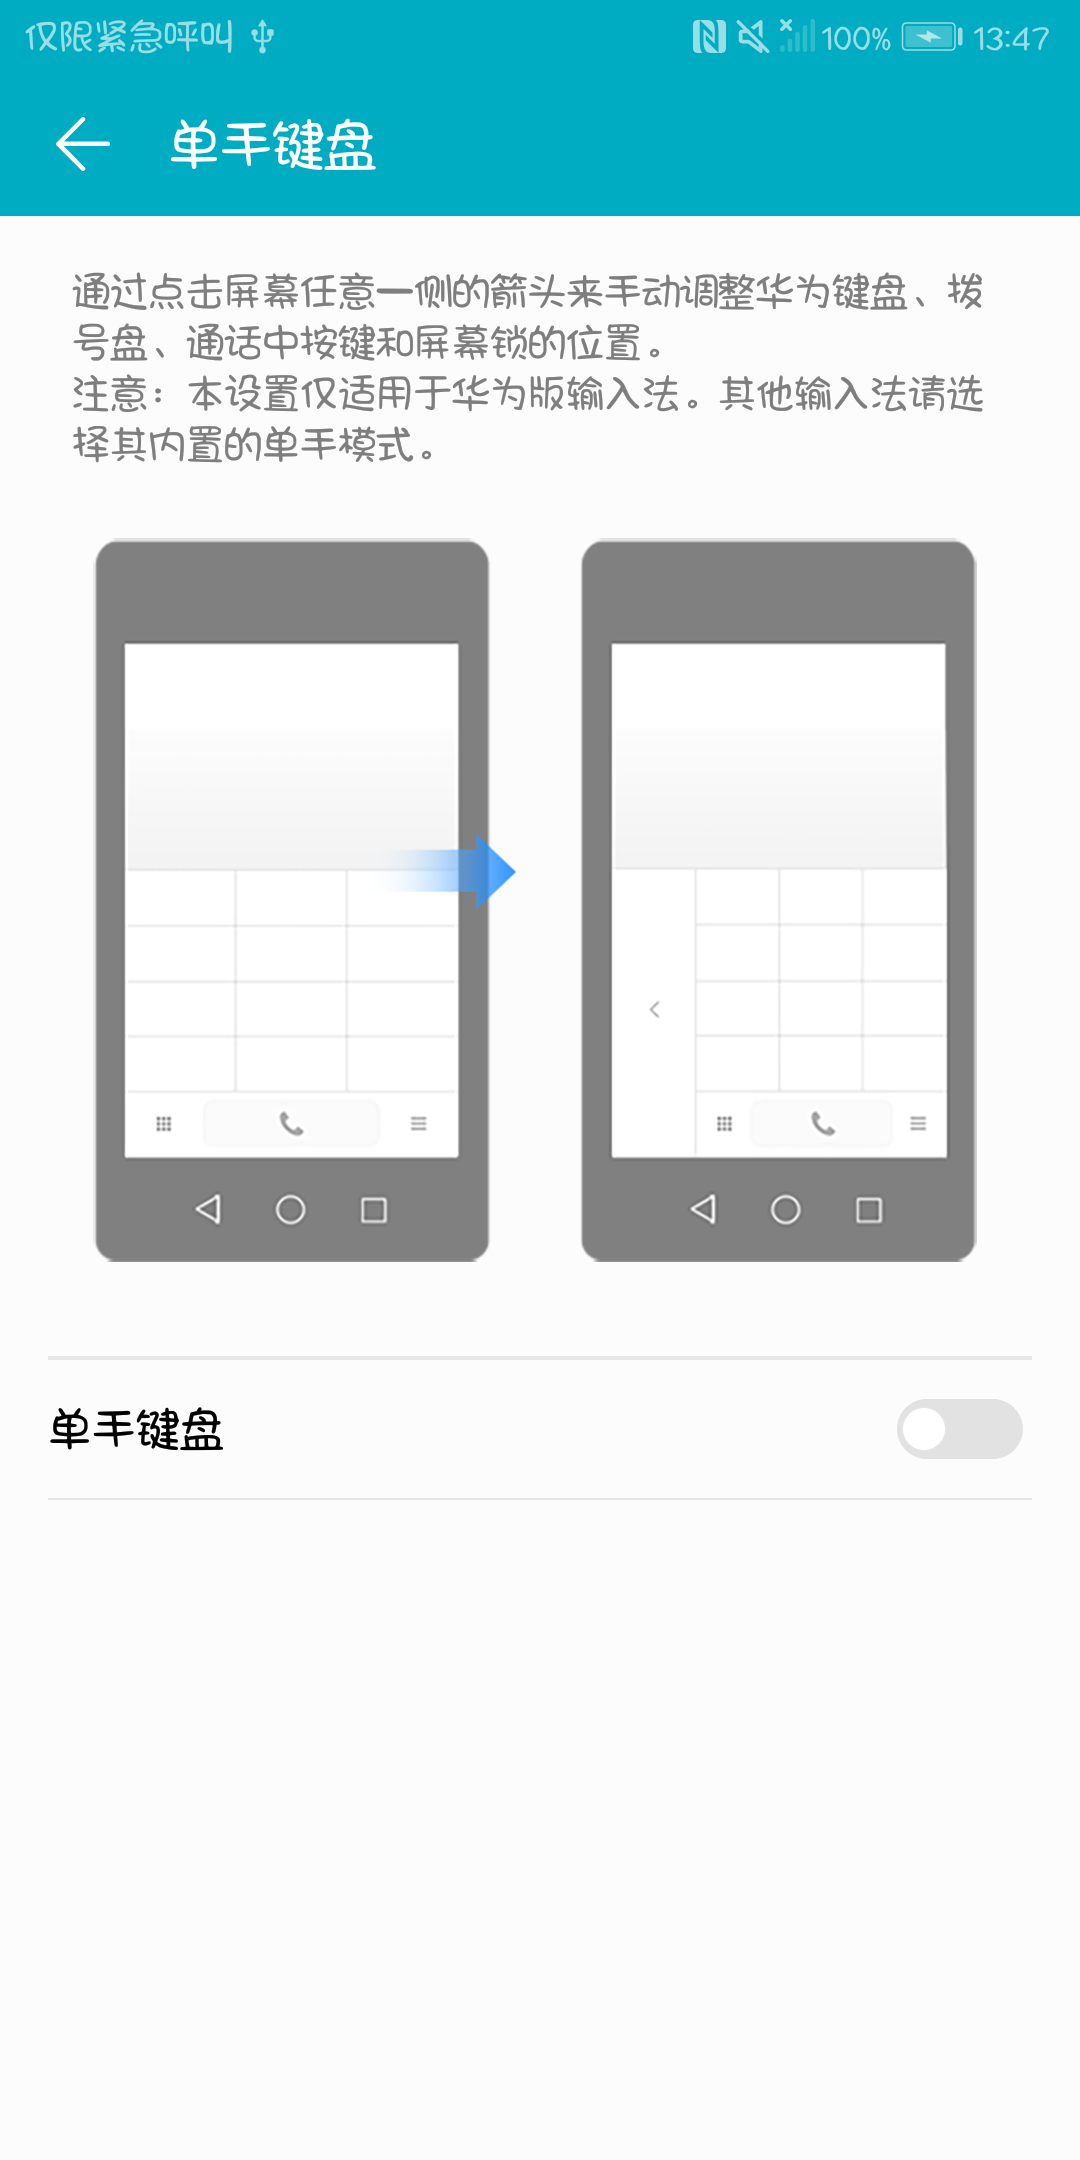 仅限紧急呼叫
100% 13:47
单手键盘
通过点击屏幕任意一侧的箭头来手动调整华为键盘、拨
号盘、通话中按键和屏幕锁的位置。
注意：本设置仅适用于华为版输入法。其他输入法请选
择其内置的单手模式。
单手键盘